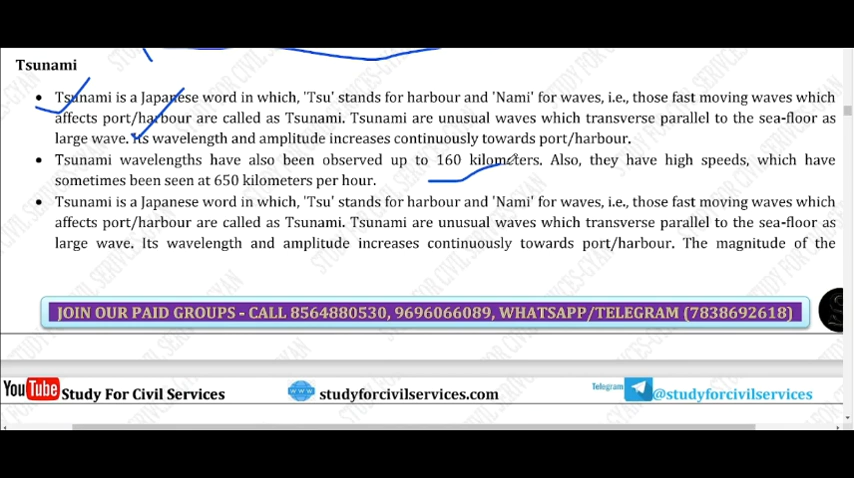 Tsunami
• Tsunami is a Japanese word in which, 'Tsu' stands for harbour and 'Nami' for waves, i.e., those fast moving waves which
affects port/harbour are called as Tsunami. Tsunami are unusual waves which transverse parallel to the sea-floor as
large wave. Its wavelength and amplitude increases continuously towards port/harbour.
• Tsunami wavelengths have also been observed up to 160 kilometers. Also, they have high speeds, which have
sometimes been seen at 650 kilometers per hour.
• Tsunami is a Japanese word in which, 'Tsu' stands for harbour and 'Nami' for waves, i.e., those fast moving waves which
affects port/harbour are called as Tsunami. Tsunami are unusual waves which transverse parallel to the sea-floor as
large wave. Its wavelength and amplitude increases continuously towards port/harbour. The magnitude of the
JOIN OUR PAID GROUPS - CALL 8564880530, 9696066089, WHATSAPP/TELEGRAM (7838692618)
YouTube Study For Civil Services
www studyforcivilservices.com
Telegram @studyforcivilservices